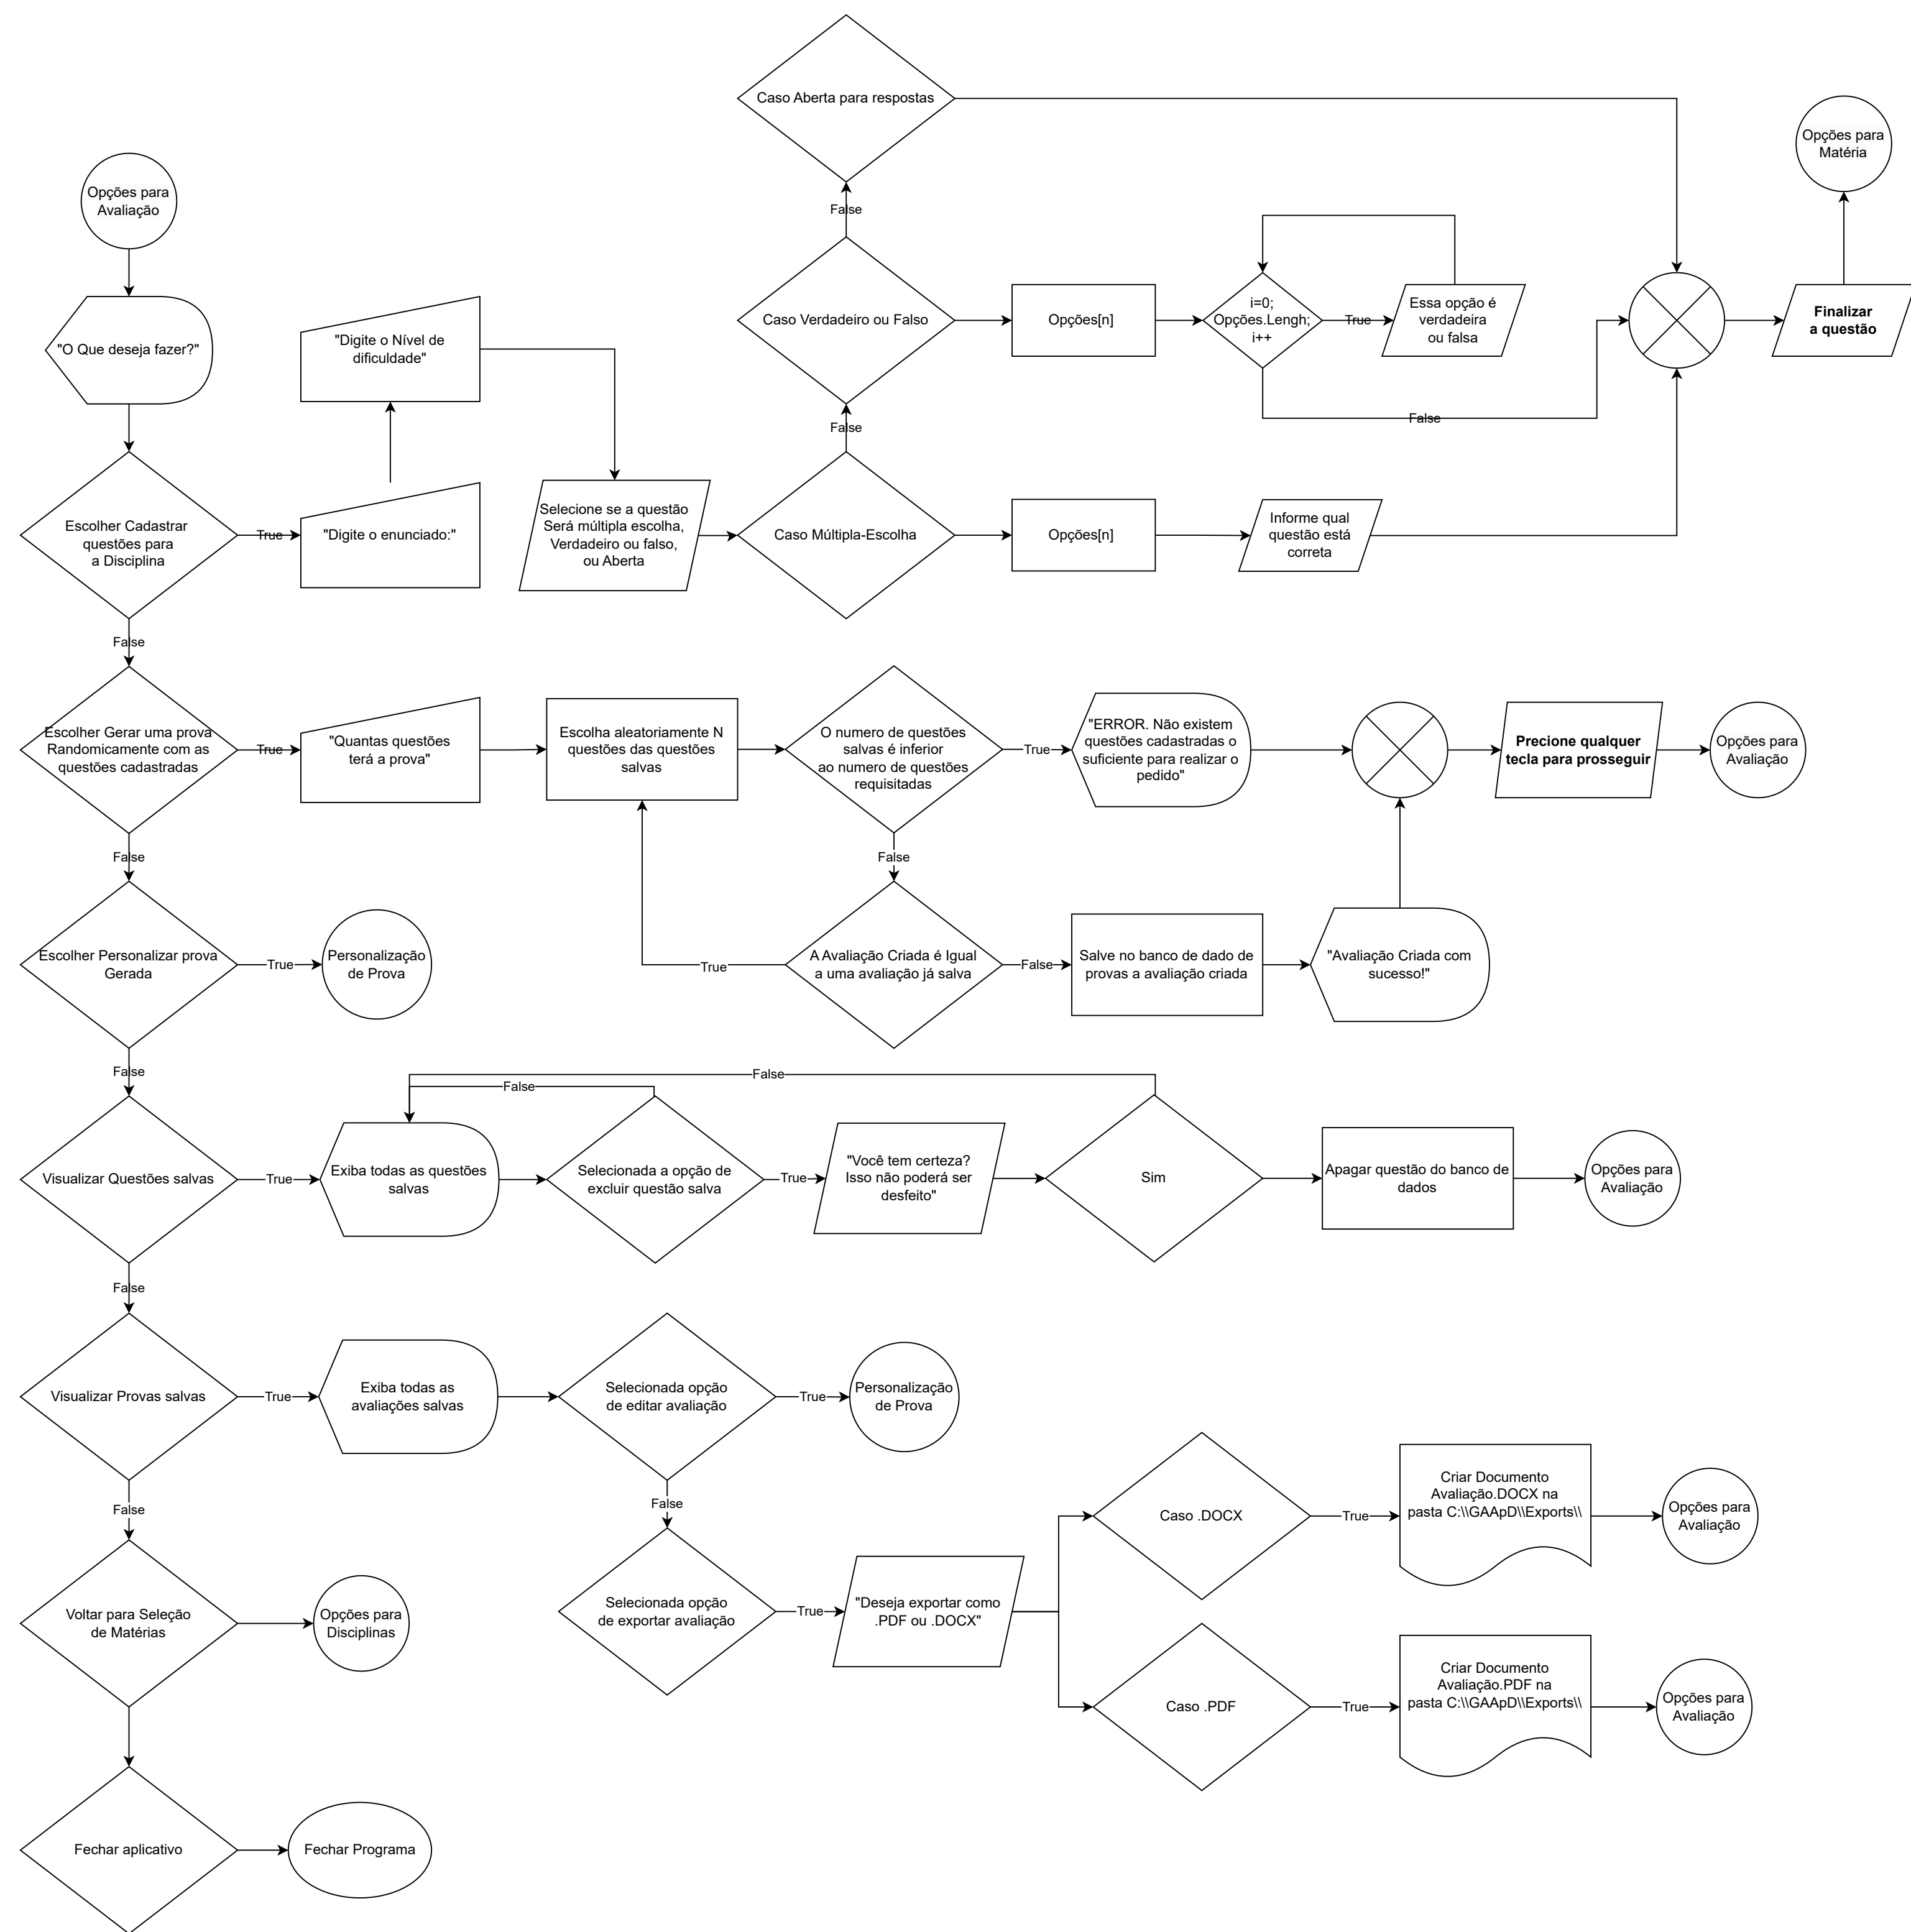 Caso Aberta para respostas
Opções para
Matéria
Opções para
Avaliação
False
"O Que deseja fazer?"
"Digite o Nível de
dificuldade"
Caso Verdadeiro ou Falso
Opções[n]
i=0;
Opções.Lengh;
i++
True
Essa opção é
verdadeira
ou falsa
Finalizar
a questão
False
False
Escolher Cadastrar
questões para
a Disciplina
True
"Digite o enunciado:"
Selecione se a questão
Será múltipla escolha,
Verdadeiro ou falso,
ou Aberta
Caso Múltipla-Escolha
Opções[n]
Informe qual
questão está
correta
False
Escolher Gerar uma prova
Randomicamente com as
questões cadastradas
True
"Quantas questões
terá a prova"
Escolha aleatoriamente N
questões das questões
salvas
O numero de questões
salvas é inferior
ao numero de questões
requisitadas
True
"ERROR. Não existem
questões cadastradas o
suficiente para realizar o
pedido"
Precione qualquer
tecla para prosseguir
Opções para
Avaliação
False
False
Escolher Personalizar prova
Gerada
True
Personalização
de Prova
True
A Avaliação Criada é Igual
a uma avaliação já salva
False
Salve no banco de dado de
provas a avaliação criada
"Avaliação Criada com
sucesso!"
False
False
False
Visualizar Questões salvas
True
Exiba todas as questões
salvas
Selecionada a opção de
excluir questão salva
True
"Você tem certeza?
Isso não poderá ser
desfeito"
Sim
Apagar questão do banco de
dados
Opções para
Avaliação
False
Visualizar Provas salvas
True
Exiba todas as
avaliações salvas
Selecionada opção
de editar avaliação
True
Personalização
de Prova
False
False
Caso .DOCX
True
Criar Documento
Avaliação.DOCX na
pasta C:\\GAApD\\Exports\\
Opções para
Avaliação
Voltar para Seleção
de Matérias
Opções para
Disciplinas
Selecionada opção
de exportar avaliação
True
"Deseja exportar como
.PDF ou .DOCX"
Caso .PDF
True
Criar Documento
Avaliação.PDF na
pasta C:\\GAApD\\Exports\\
Opções para
Avaliação
Fechar aplicativo
Fechar Programa